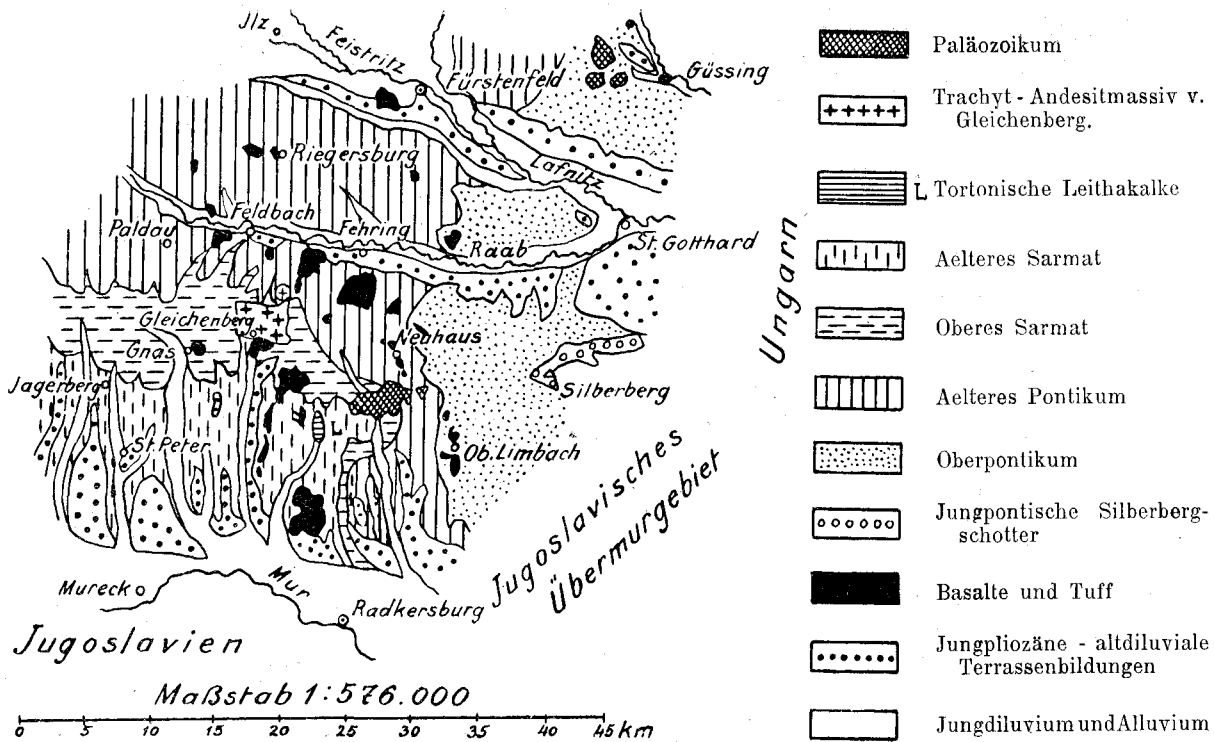 Jlz
Feistritz
Fürstenfeld
Güssing
Riegersburg
Lafnitz
Feldbach
Paldau
Fehring
Raab
St. Gotthard
Ungarn
Gleichenberg
Gnas
Neuhaus
Jagerberg
Silberberg
L
St. Peter
Ob. Limbach
Jugoslavisches
Übermurgebiet
Mureck
Mur
Radkersburg
Jugoslavien
Maßstab 1:576.000
0 5 10 15 20 25 30 35 40 45 km
Paläozoikum
Trachyt - Andesitmassiv v.
Gleichenberg.
L Tortonische Leithakalke
Aelteres Sarmat
Oberes Sarmat
Aelteres Pontikum
Oberpontikum
Jungpontische Silberberg-
schotter
Basalte und Tuff
Jungpliozäne - altdiluviale
Terrassenbildungen
Jungdiluvium und Alluvium